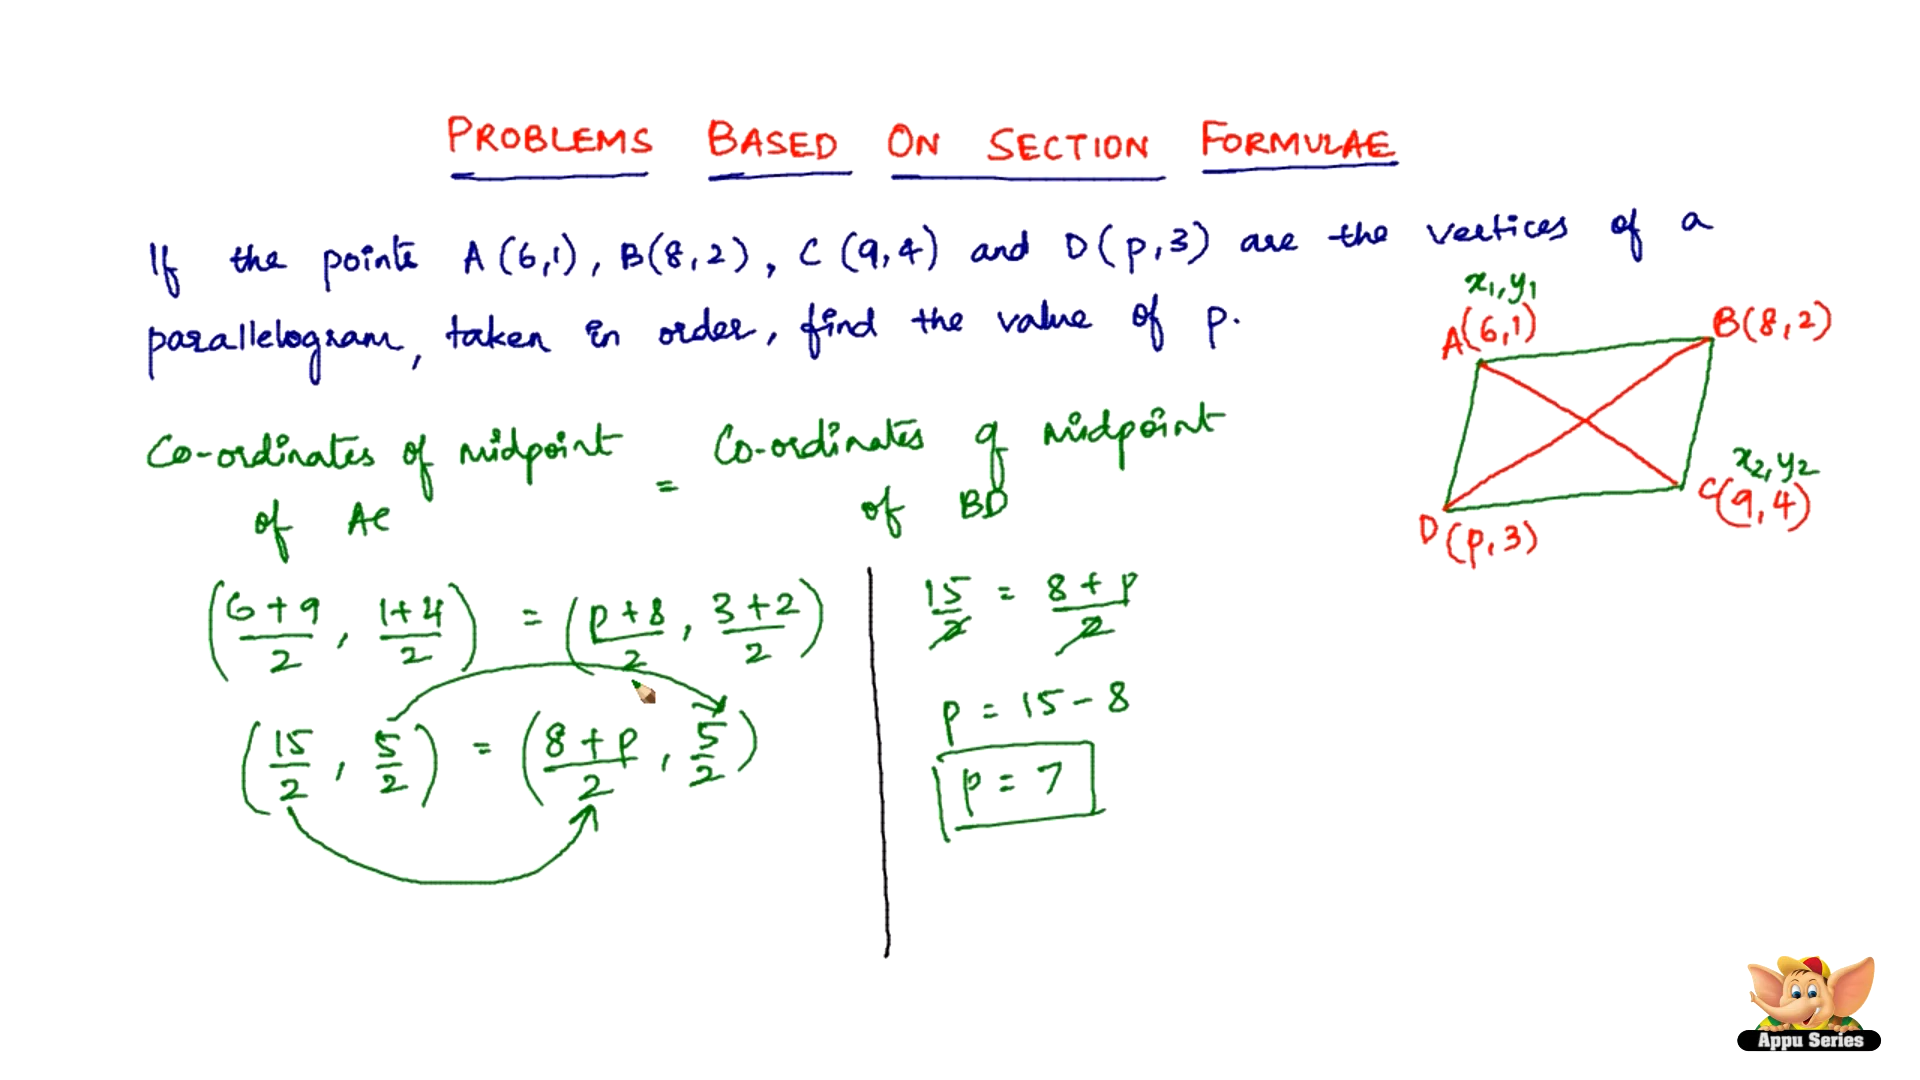 PROBLEMS BASED ON SECTION FORMULAE
If the points A(6,1), B(8,2), C(9,4) and D(p,3) are the vertices of a
parallelogram, taken in order, find the value of p.
x1,y1
A(6,1)
B(8,2)
x2,y2
C(9,4)
D(p,3)
Co-ordinates of midpoint of AC = Co-ordinates of midpoint of BD
((6+9)/2, (1+4)/2) = ((p+8)/2, (3+2)/2)
(15/2, 5/2) = ((8+p)/2, 5/2)
15/2 = (8+p)/2
p = 15-8
p = 7
Appu Series